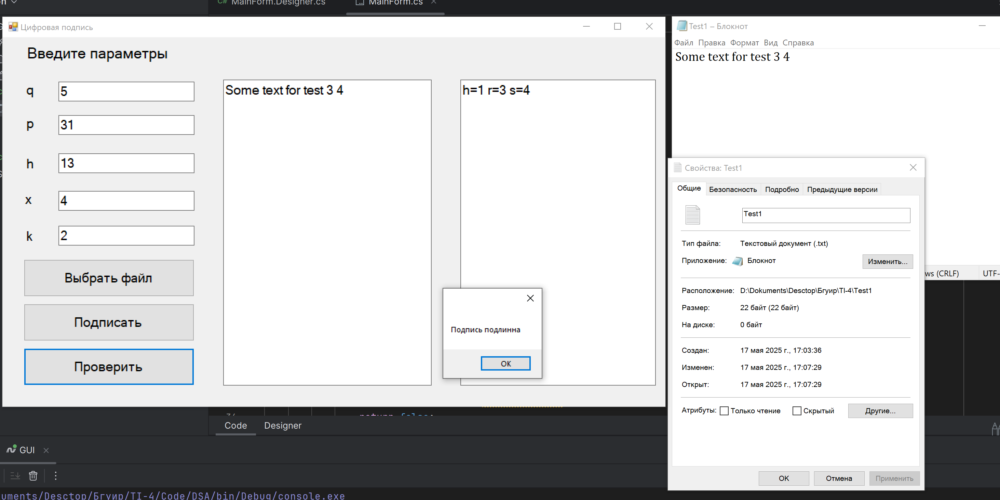 MainForm.Designer.cs
MainForm.cs
Цифровая подпись
Введите параметры
q
5
p
31
h
13
x
4
k
2
Выбрать файл
Подписать
Проверить
Some text for test 3 4
h=1 r=3 s=4
Подпись подлинна
ОК
Test1 – Блокнот
Файл Правка Формат Вид Справка
Some text for test 3 4
ws (CRLF)
UTF-
Свойства: Test1
Общие Безопасность Подробно Предыдущие версии
Test1
Тип файла: Текстовый документ (.txt)
Приложение: Блокнот
Изменить...
Расположение: D:\Dokuments\Desctop\Бгуир\TI-4\Test1
Размер: 22 байт (22 байт)
На диске: 0 байт
Создан: 17 мая 2025 г., 17:03:36
Изменен: 17 мая 2025 г., 17:07:29
Открыт: 17 мая 2025 г., 17:07:29
Атрибуты: Только чтение Скрытый Другие...
ОК Отмена Применить
return false;
Code Designer
GUI
uments/Desctop/Бгуир/TI-4/Code/DSA/bin/Debug/console.exe